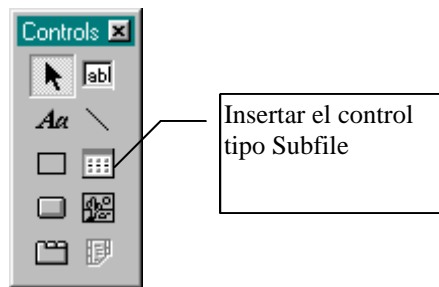 Controls
abl
Aa
Insertar el control
tipo Subfile